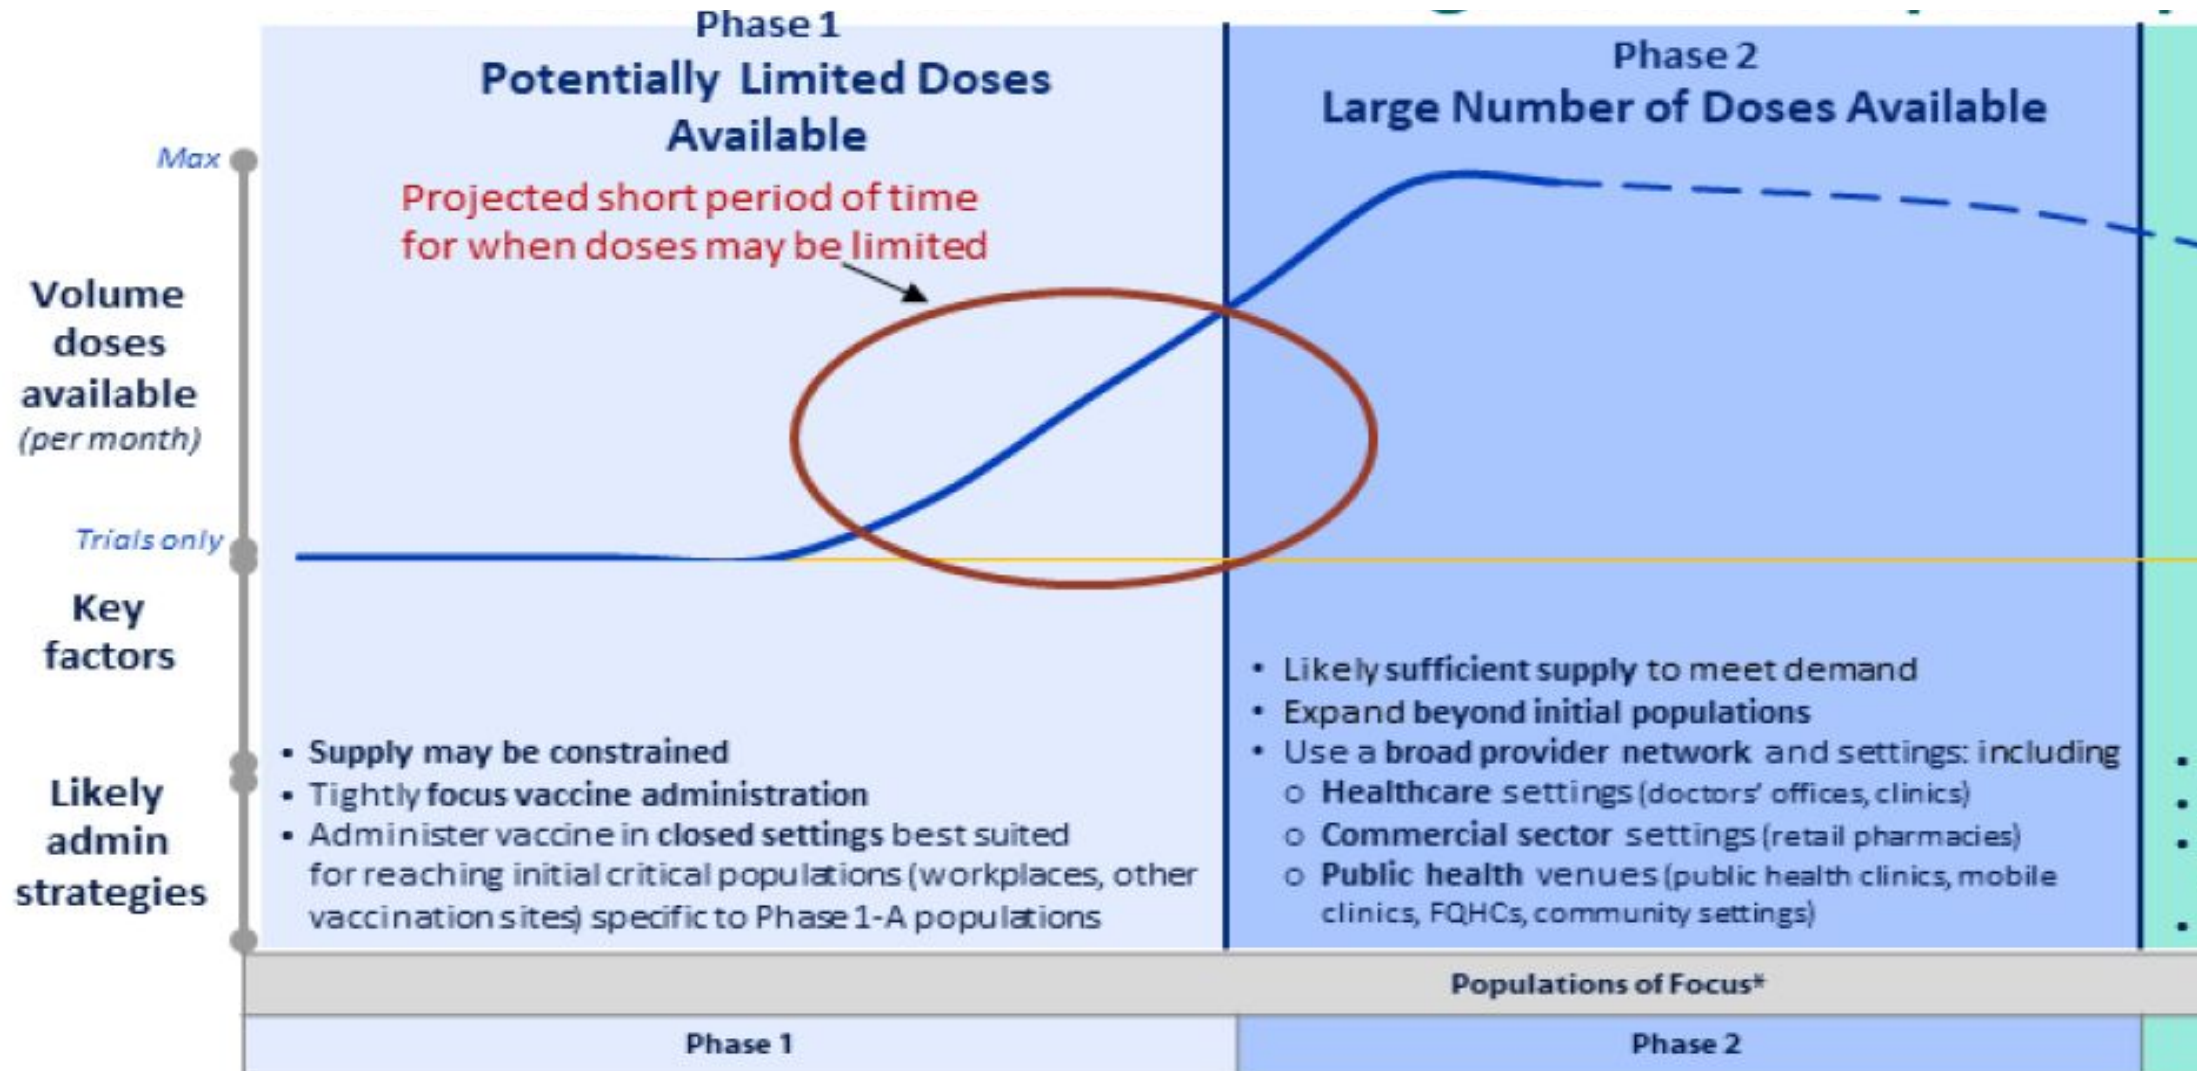 Phase 1
Potentially Limited Doses
Available
Projected short period of time
for when doses may be limited
Phase 2
Large Number of Doses Available
Max
Volume
doses
available
(per month)
Trials only
Key
factors
Likely
admin
strategies
• Supply may be constrained
• Tightly focus vaccine administration
• Administer vaccine in closed settings best suited
for reaching initial critical populations (workplaces, other
vaccination sites) specific to Phase 1-A populations
• Likely sufficient supply to meet demand
• Expand beyond initial populations
• Use a broad provider network and settings: including
o Healthcare settings (doctors' offices, clinics)
o Commercial sector settings (retail pharmacies)
o Public health venues (public health clinics, mobile
clinics, FQHCs, community settings)
Populations of Focus*
Phase 1
Phase 2